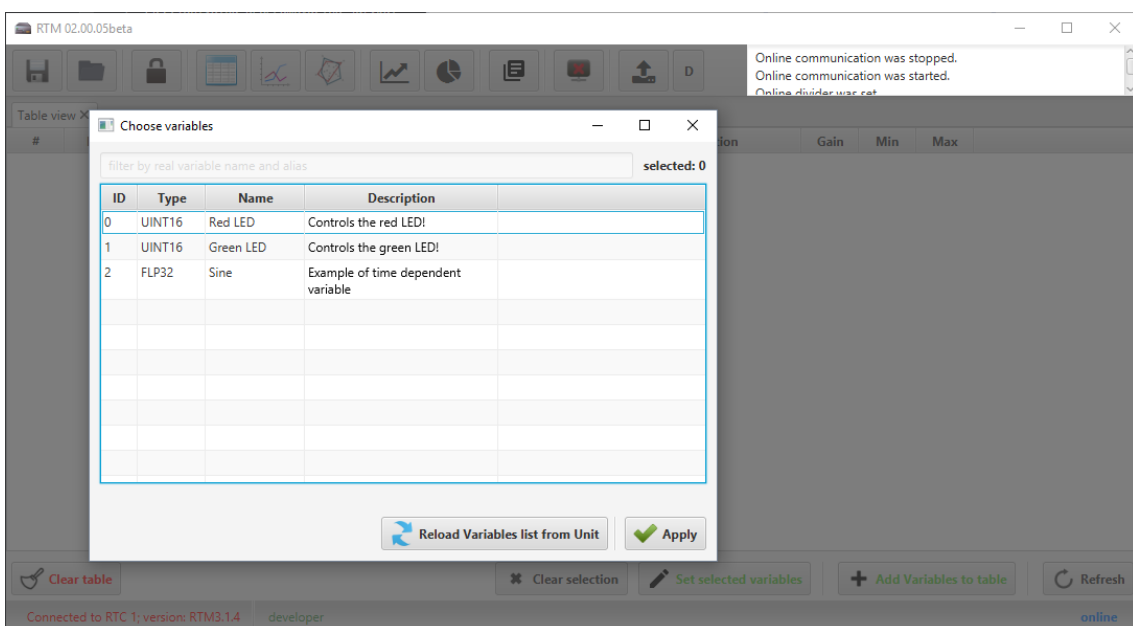 RTM 02.00.05beta
D
Online communication was stopped.
Online communication was started.
Online divider was set
Table view
#
Gain Min Max
Choose variables
filter by real variable name and alias
selected: 0
ID Type Name Description
0 UINT16 Red LED Controls the red LED!
1 UINT16 Green LED Controls the green LED!
2 FLP32 Sine Example of time dependent
variable
Reload Variables list from Unit
Apply
Clear table
Clear selection
Set selected variables
Add Variables to table
Refresh
Connected to RTC 1; version: RTM3.1.4
developer
online